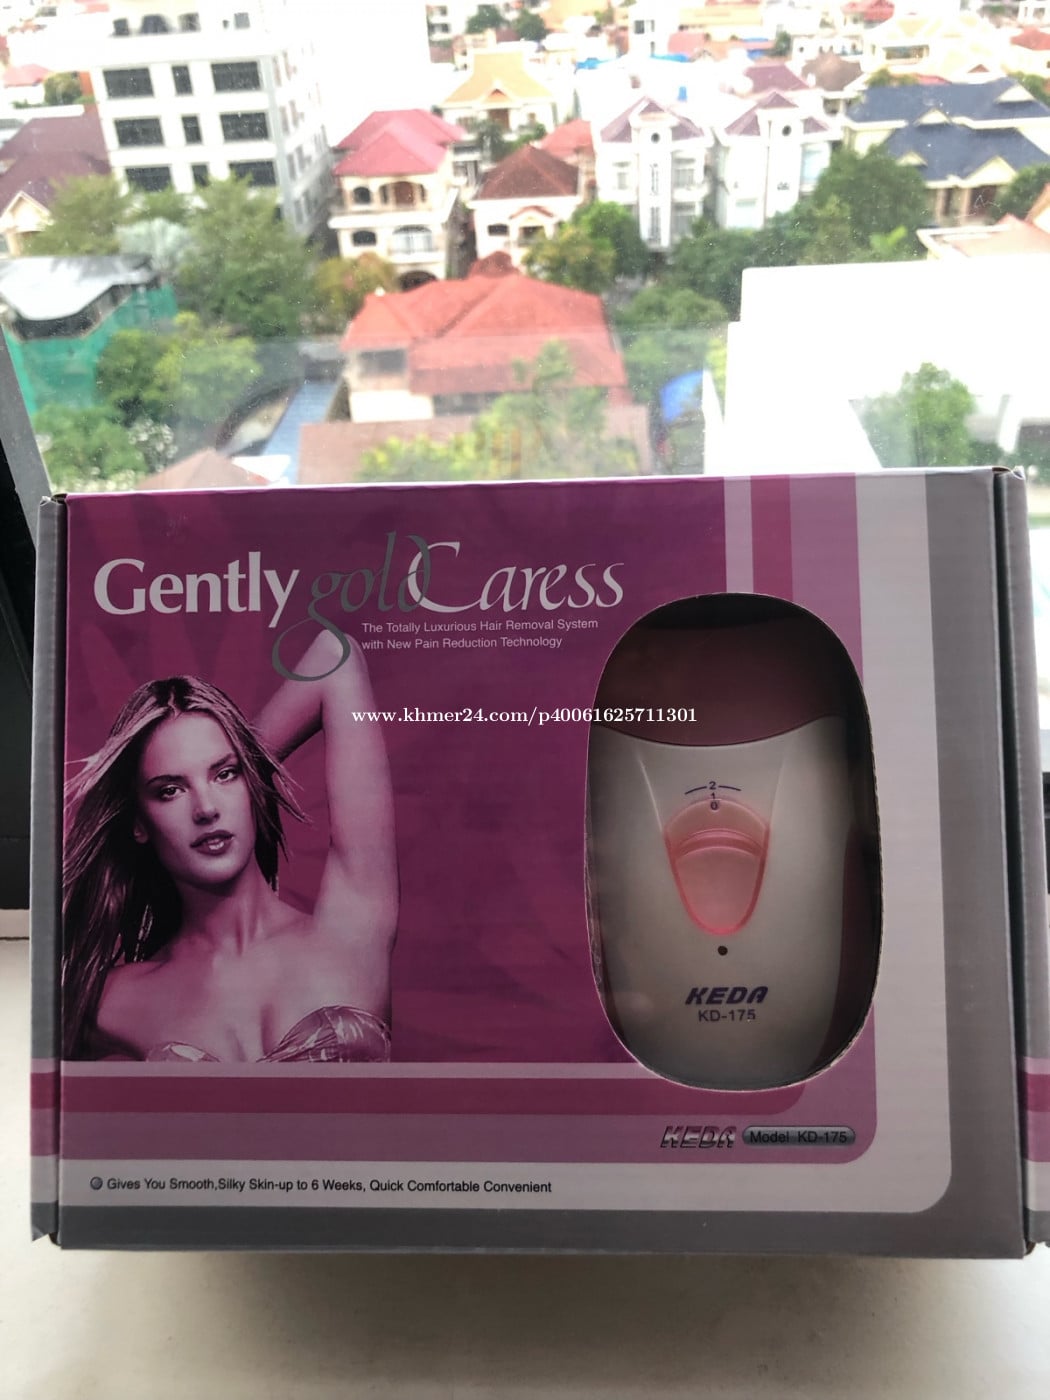 Gently gold Caress
The Totally Luxurious Hair Removal System
with New Pain Reduction Technology
www.khmer24.com/p40061625711301
2
1
0
KEDA
KD-175
KEDA Model KD-175
Gives You Smooth,Silky Skin-up to 6 Weeks, Quick Comfortable Convenient